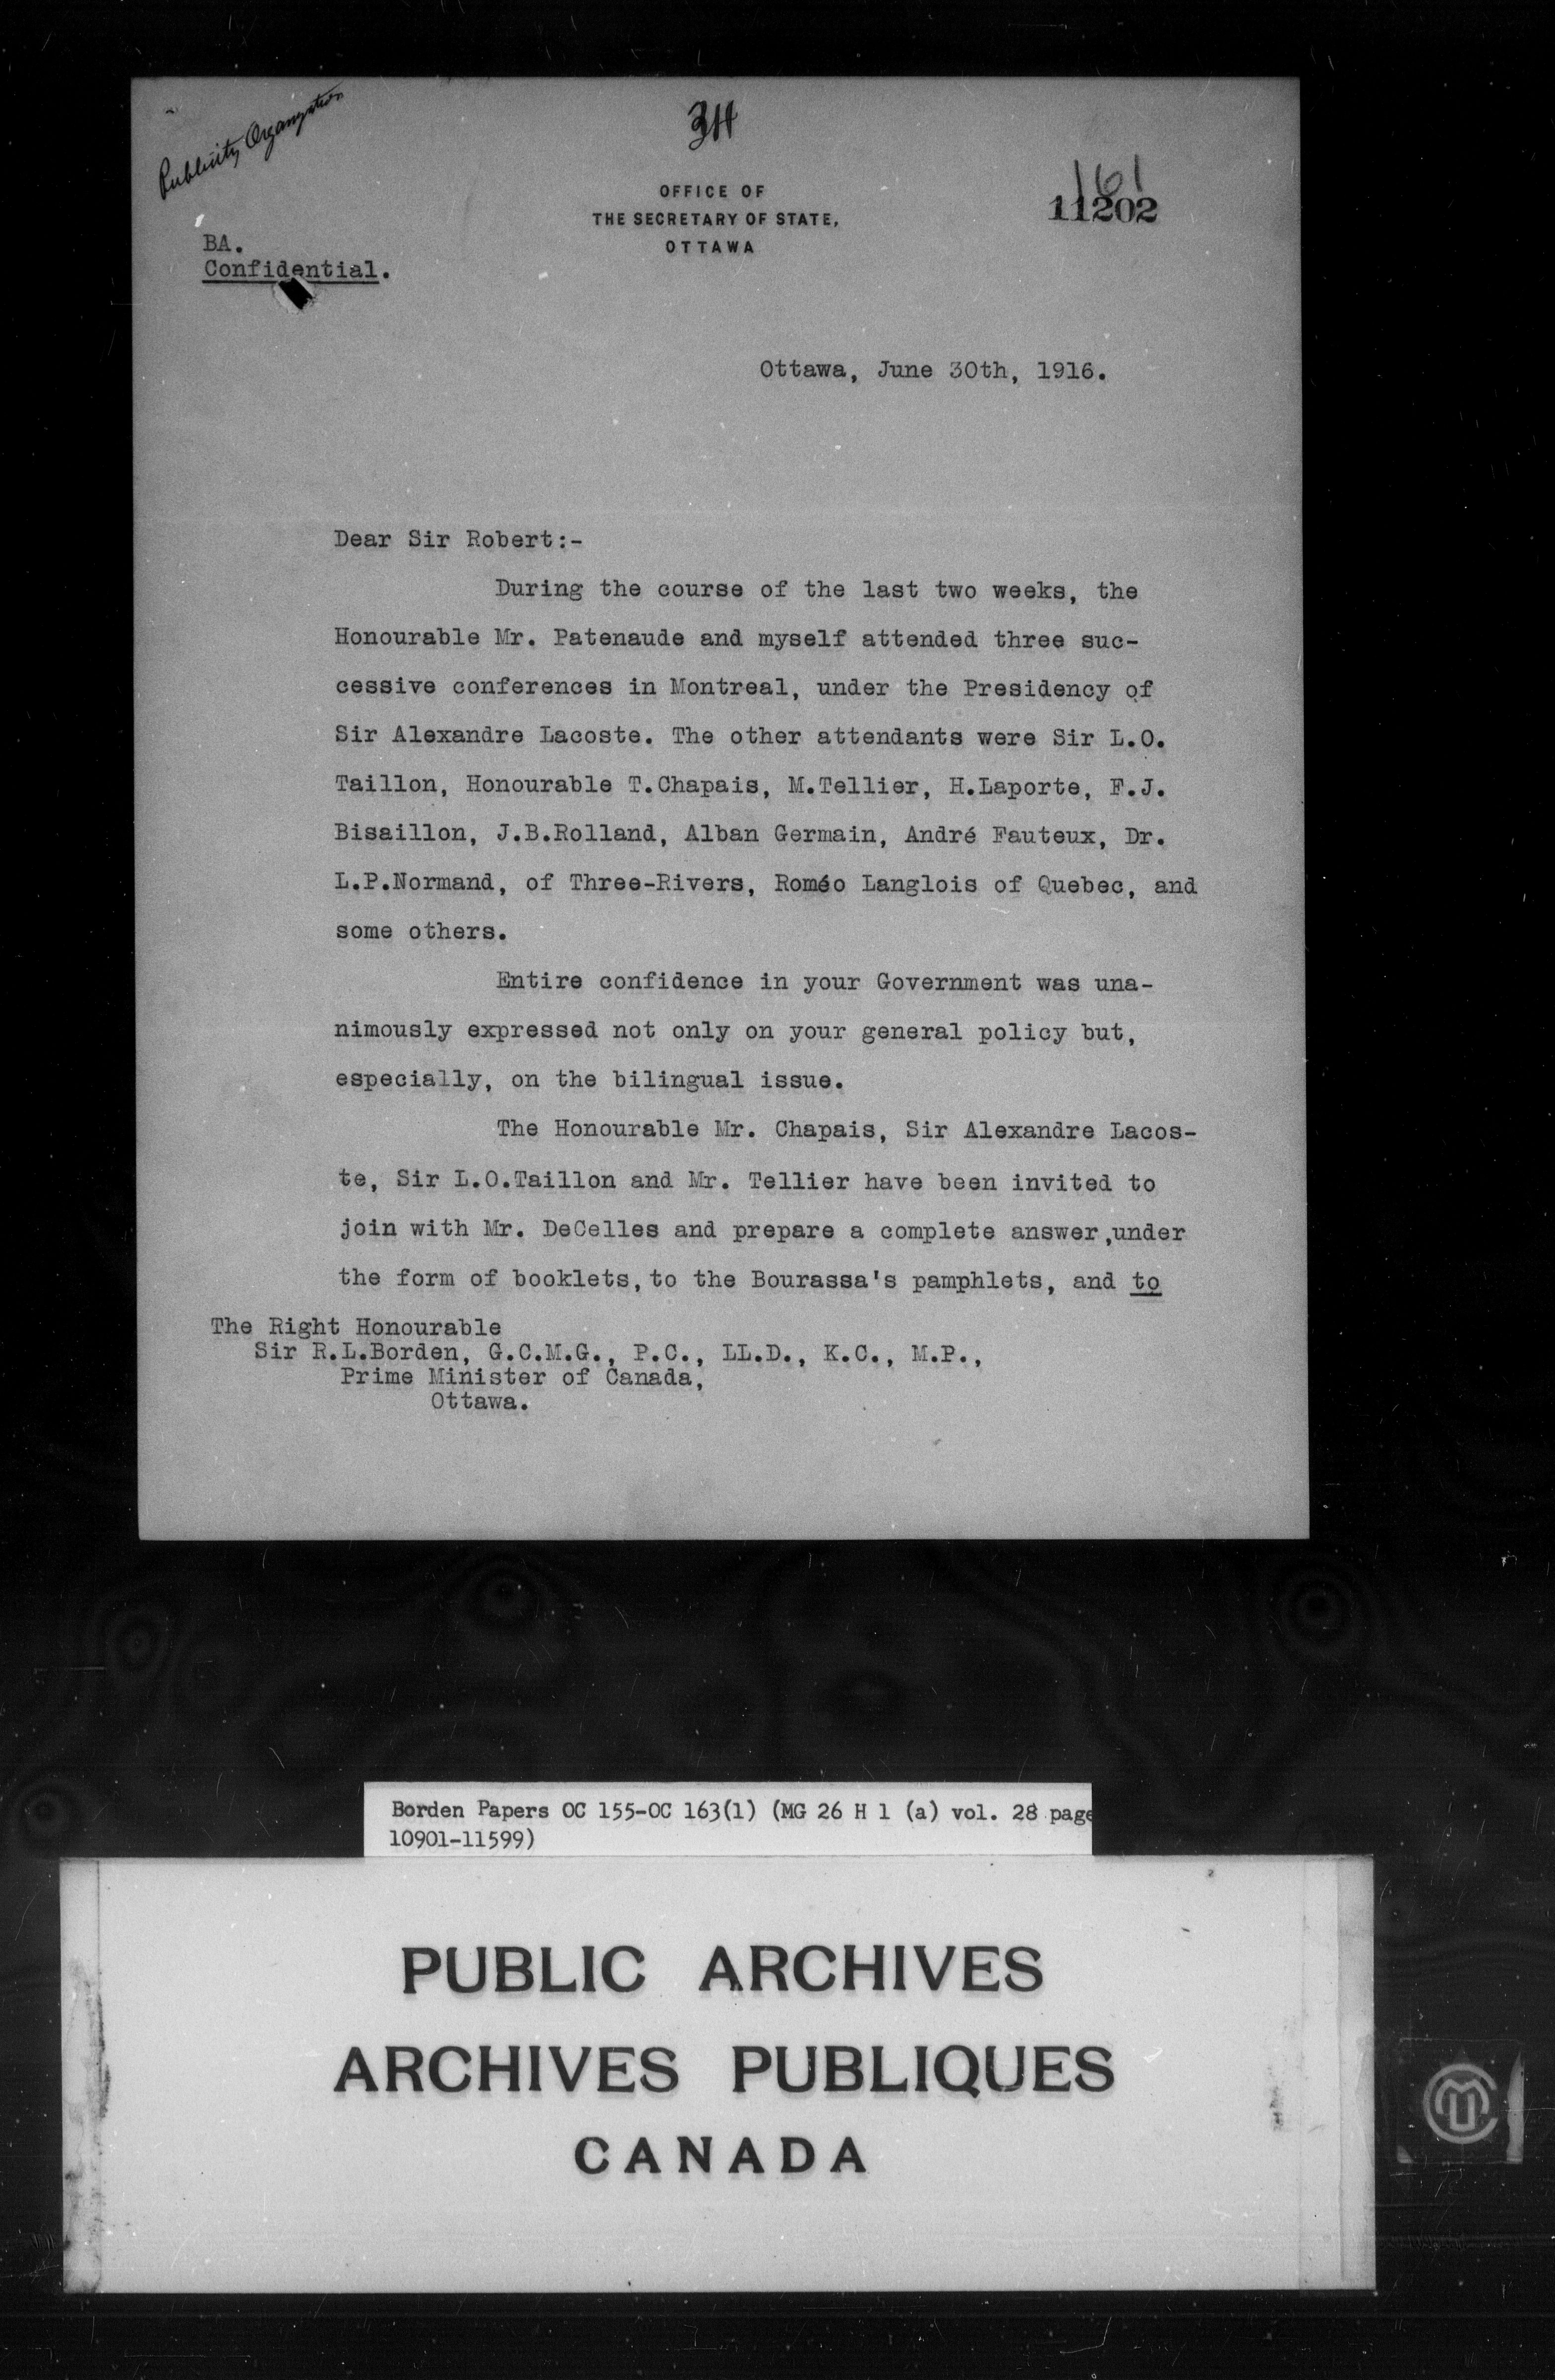 Publicity Organization
34
161
OFFICE OF
THE SECRETARY OF STATE,
OTTAWA
11202
BA.
Confidential.
Ottawa, June 30th, 1916.
Dear Sir Robert:-
During the course of the last two weeks, the
Honourable Mr. Patenaude and myself attended three suc-
cessive conferences in Montreal, under the Presidency of
Sir Alexandre Lacoste. The other attendants were Sir L.O.
Taillon, Honourable T.Chapais, M.Tellier, H.Laporte, F.J.
Bisaillon, J.B.Rolland, Alban Germain, André Fauteux, Dr.
L.P.Normand, of Three-Rivers, Roméo Langlois of Quebec, and
some others.
Entire confidence in your Government was una-
nimously expressed not only on your general policy but,
especially, on the bilingual issue.
The Honourable Mr. Chapais, Sir Alexandre Lacos-
te, Sir L.O.Taillon and Mr. Tellier have been invited to
join with Mr. DeCelles and prepare a complete answer,under
the form of booklets,to the Bourassa's pamphlets, and to
The Right Honourable
Sir R.L.Borden, G.C.M.G., P.C., LL.D., K.C., M.P.,
Prime Minister of Canada,
Ottawa.
Borden Papers OC 155-OC 163(1) (MG 26 H 1 (a) vol. 28 page
10901-11599)
PUBLIC ARCHIVES
ARCHIVES PUBLIQUES
CANADA